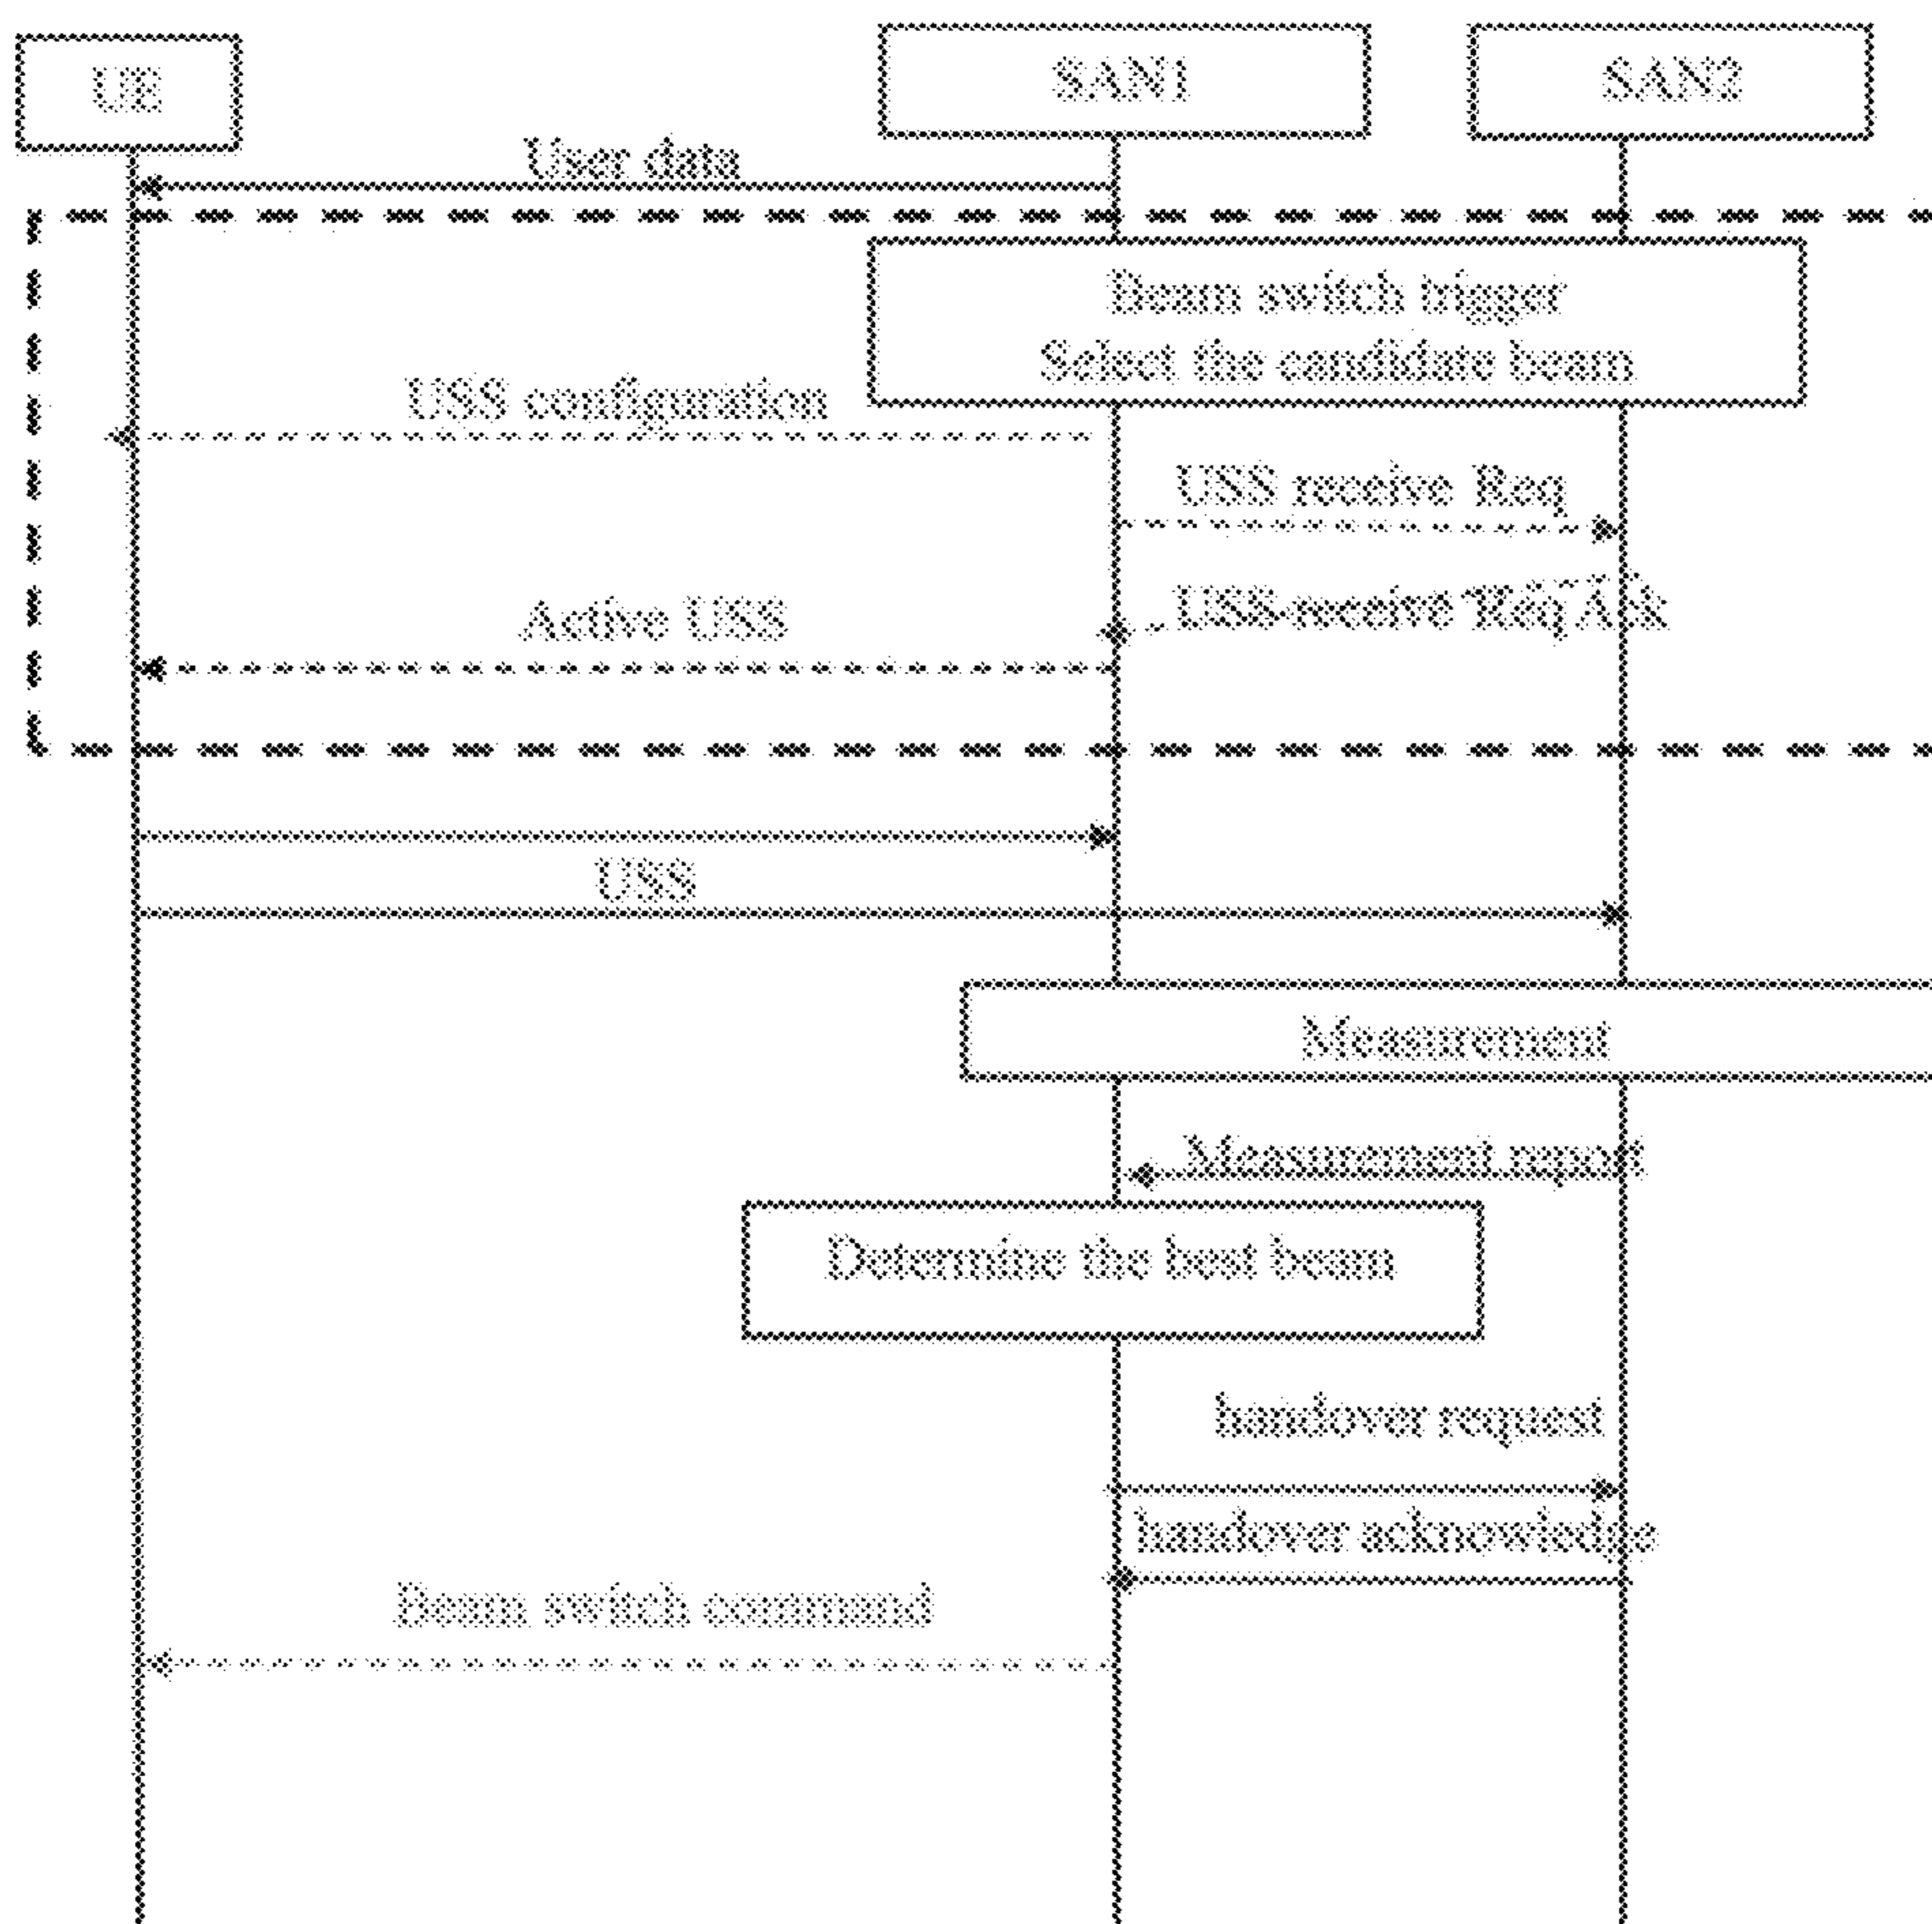 UE
SAN1
SAN2
User data
Beam switch trigger
Select the candidate beam
USS configuration
USS receive Req
USS receive Req Ack
Active USS
USS
Measurement
Measurement report
Determine the best beam
handover request
handover acknowledge
Beam switch command